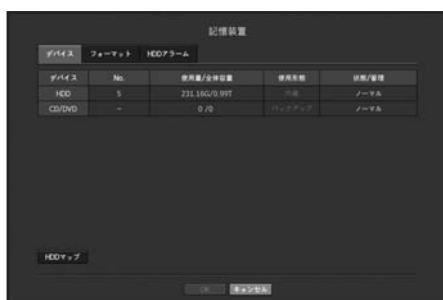 記憶装置
デバイス フォーマット HDDアラーム
デバイス No. 使用量/全体容量 使用形態 状態/管理
HDD 5 231.16G/0.99T 内蔵 ノーマル
CD/DVD - 0 /0 バックアップ ノーマル
HDDマップ
OK キャンセル